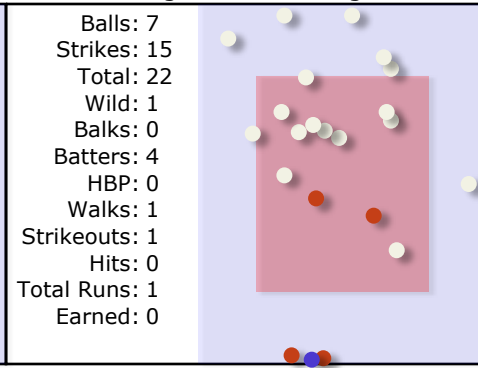 Balls: 7
Strikes: 15
Total: 22
Wild: 1
Balks: 0
Batters: 4
HBP: 0
Walks: 1
Strikeouts: 1
Hits: 0
Total Runs: 1
Earned: 0